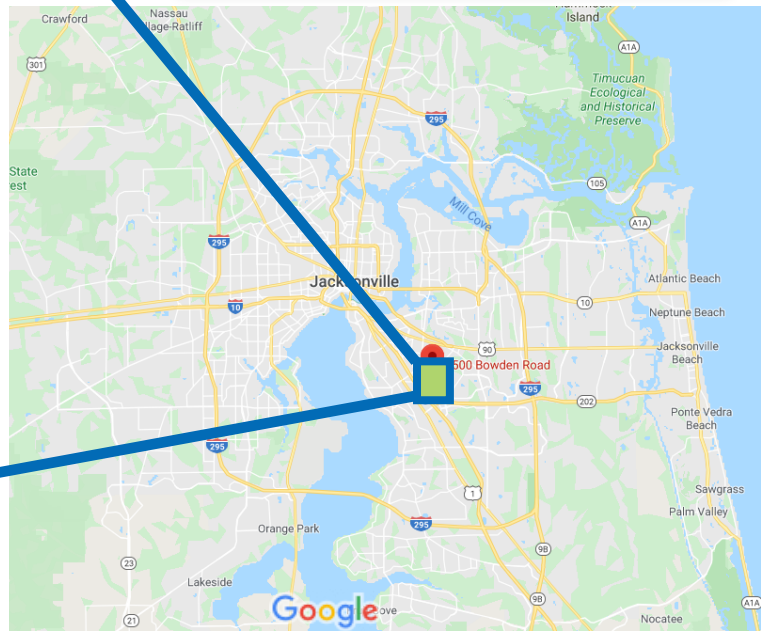 Crawford
Nassau
llage-Ratliff
Island
A1A
301
Timucuan
Ecological
and Historical
Preserve
295
State
est
105
Mill Cove
A1A
295
Jacksonville
Atlantic Beach
10
10
Neptune Beach
90
Jacksonville
Beach
500 Bowden Road
295
202
Ponte Vedra
Beach
295
1
Sawgrass
Palm Valley
295
Orange Park
9B
23
Lakeside
9B
A1A
Google
ove
21
Nocatee